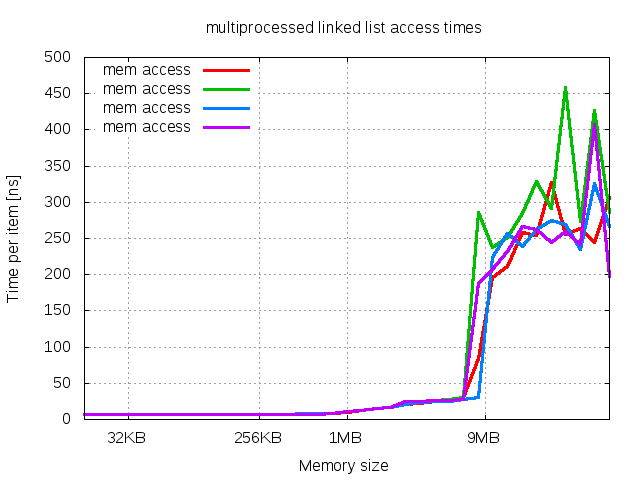 multiprocessed linked list access times
500
450
400
350
300
250
200
150
100
50
0
mem access
mem access
mem access
mem access
Time per item [ns]
32KB 256KB 1MB 9MB
Memory size